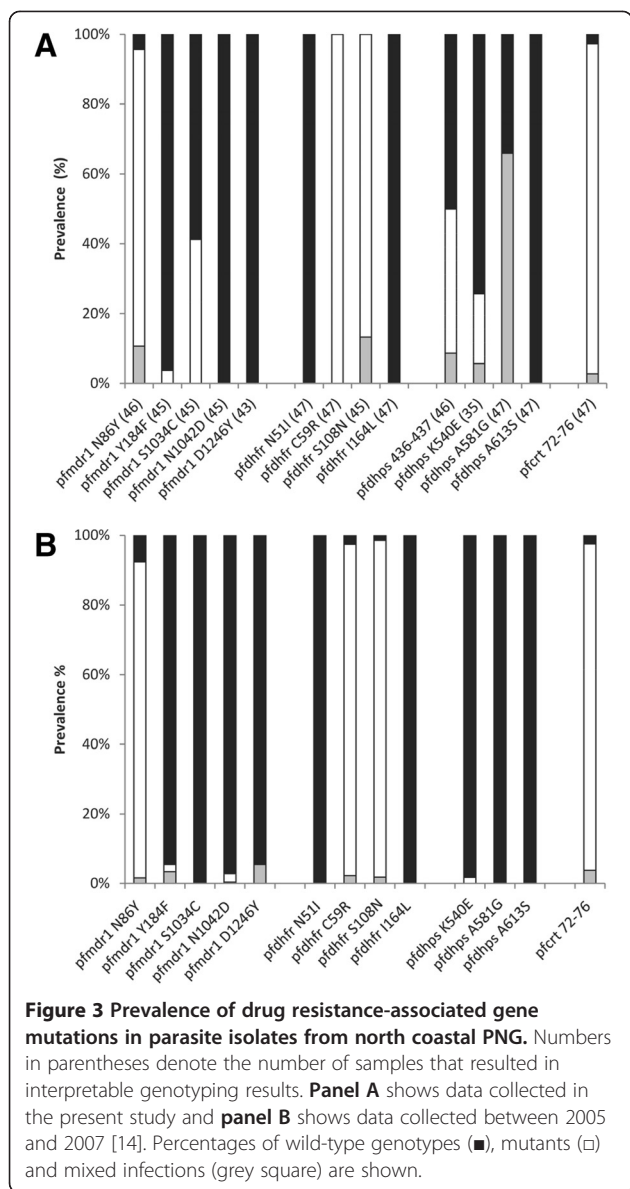 A
100%
80%
60%
40%
20%
0%
Prevalence (%)
pfmdr1 N86Y (46)
pfmdr1 Y184F (45)
pfmdr1 S1034C (45)
pfmdr1 N1042D (45)
pfmdr1 D1246Y (43)
pfdhfr N51I (47)
pfdhfr C59R (47)
pfdhfr S108N (45)
pfdhfr I164L (47)
pfdhps 436-437 (46)
pfdhps K540E (35)
pfdhps A581G (47)
pfdhps A613S (47)
pfcrt 72-76 (47)
B
100%
80%
60%
40%
20%
0%
Prevalence %
pfmdr1 N86Y
pfmdr1 Y184F
pfmdr1 S1034C
pfmdr1 N1042D
pfmdr1 D1246Y
pfdhfr N51I
pfdhfr C59R
pfdhfr S108N
pfdhfr I164L
pfdhps K540E
pfdhps A581G
pfdhps A613S
pfcrt 72-76
Figure 3 Prevalence of drug resistance-associated gene
mutations in parasite isolates from north coastal PNG. Numbers
in parentheses denote the number of samples that resulted in
interpretable genotyping results. Panel A shows data collected in
the present study and panel B shows data collected between 2005
and 2007 [14]. Percentages of wild-type genotypes (■), mutants (□)
and mixed infections (grey square) are shown.